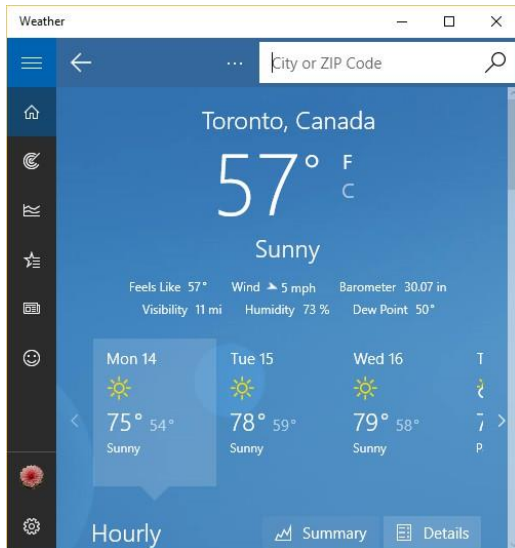 Weather
... City or ZIP Code
Toronto, Canada
57° F
C
Sunny
Feels Like 57° Wind 5 mph Barometer 30.07 in
Visibility 11 mi Humidity 73 % Dew Point 50°
Mon 14 Tue 15 Wed 16 T
75° 54° 78° 59° 79° 58° 7
Sunny Sunny Sunny P
Hourly Summary Details